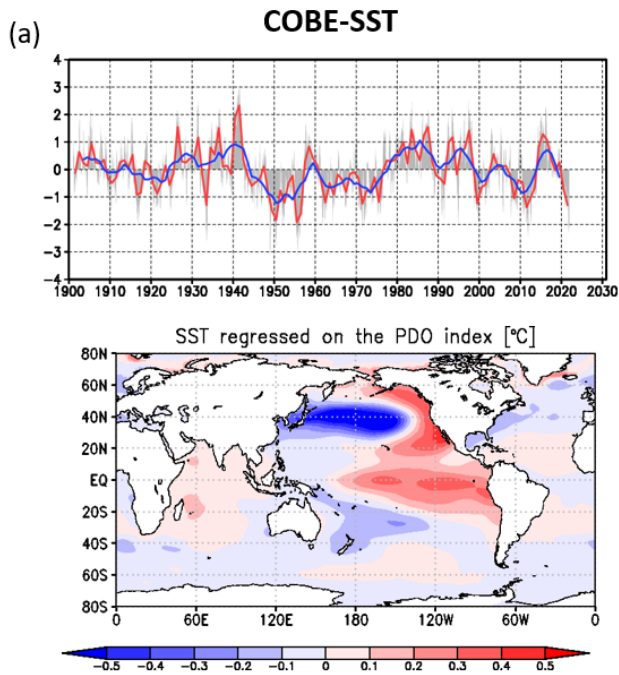 COBE-SST
(a)
4
3
2
1
0
−1
−2
−3
−4
1900 1910 1920 1930 1940 1950 1960 1970 1980 1990 2000 2010 2020 2030
SST regressed on the PDO index [°C]
80N
60N
40N
20N
EQ
20S
40S
60S
80S
0 60E 120E 180 120W 60W 0
−0.5 −0.4 −0.3 −0.2 −0.1 0 0.1 0.2 0.3 0.4 0.5